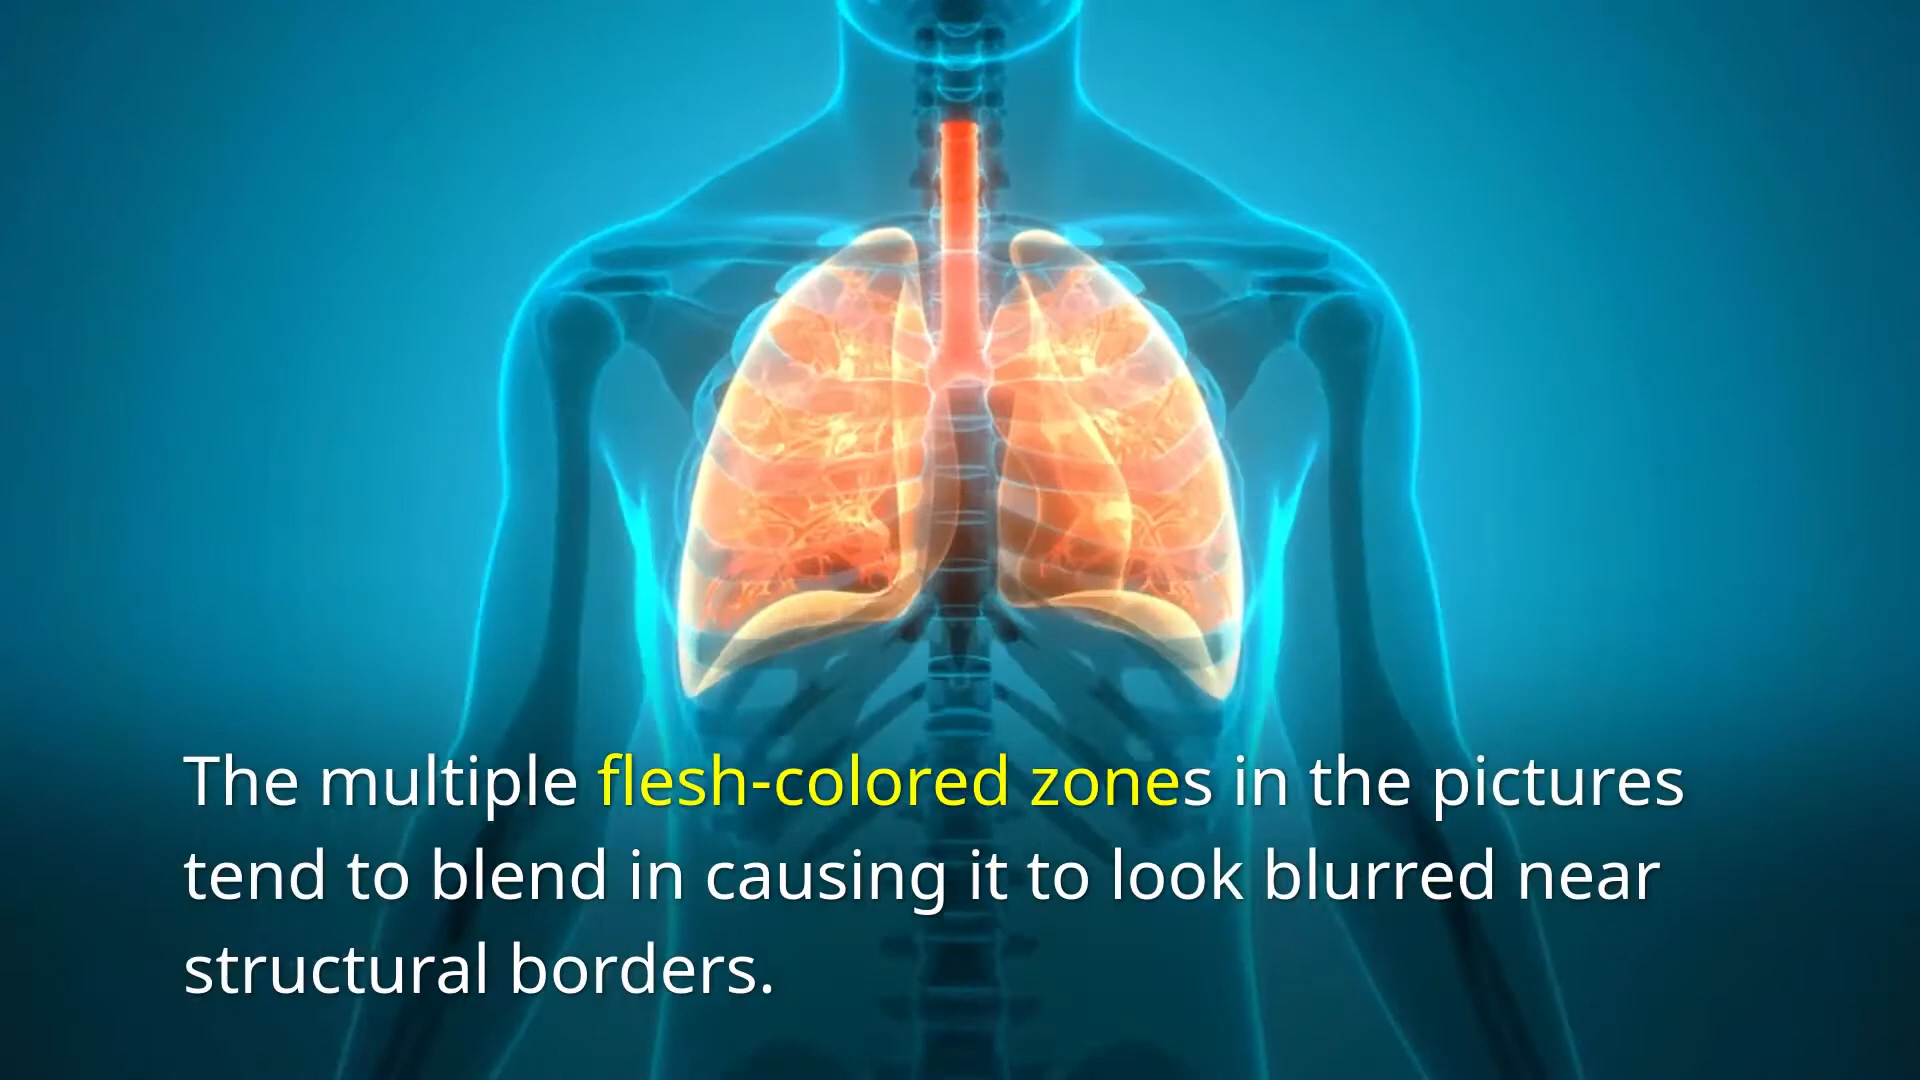 The multiple flesh-colored zones in the pictures
tend to blend in causing it to look blurred near
structural borders.